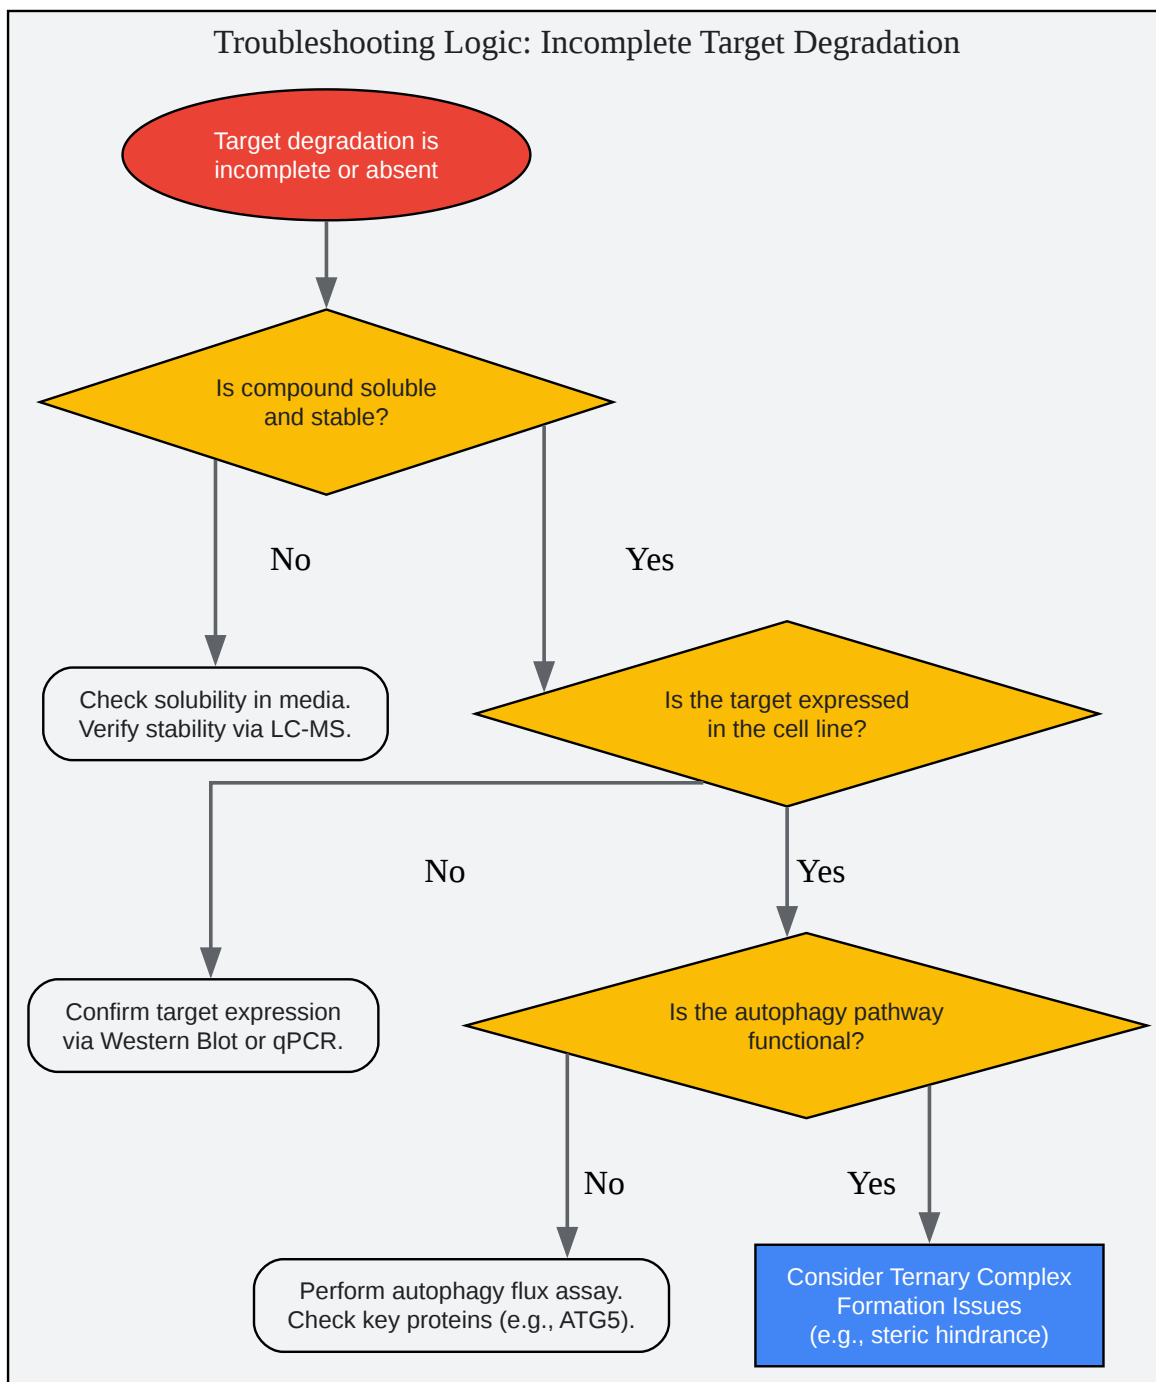 Troubleshooting Logic: Incomplete Target Degradation
Target degradation is
incomplete or absent
Is compound soluble
and stable?
No
Yes
Check solubility in media.
Verify stability via LC-MS.
Is the target expressed
in the cell line?
No
Yes
Confirm target expression
via Western Blot or qPCR.
Is the autophagy pathway
functional?
No
Yes
Perform autophagy flux assay.
Check key proteins (e.g., ATG5).
Consider Ternary Complex
Formation Issues
(e.g., steric hindrance)